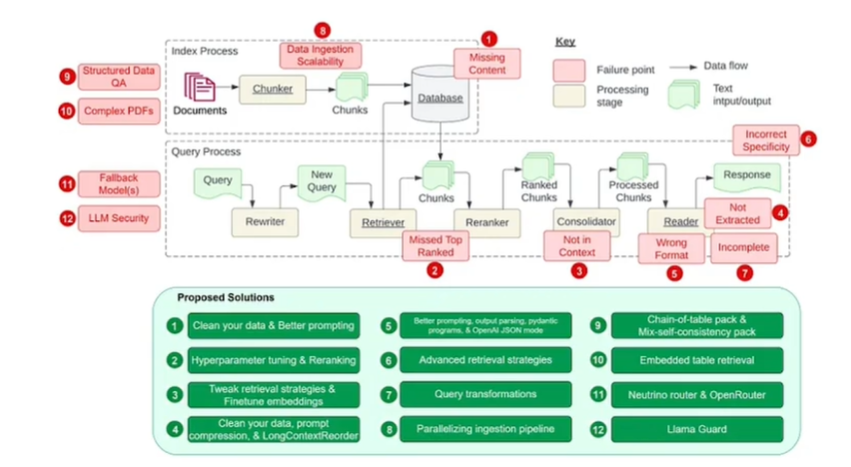 Index Process
8
Data Ingestion
Scalability
1
Missing
Content
Key
Failure point
Data flow
Processing
stage
Text
intput/output
9
Structured Data
QA
10
Complex PDFs
Documents
Chunker
Chunks
Database
Incorrect
Specificity
6
Query Process
11
Fallback
Model(s)
12
LLM Security
Query
New
Query
Chunks
Ranked
Chunks
Processed
Chunks
Response
Rewriter
Retriever
Reranker
Consolidator
Reader
Not
Extracted
4
Missed Top
Ranked
2
Not in
Context
3
Wrong
Format
5
Incomplete
7
Proposed Solutions
1 Clean your data & Better prompting
2 Hyperparameter tuning & Reranking
3 Tweak retrieval strategies &
Finetune embeddings
4 Clean your data, prompt
compression, & LongContextReorder
5 Better prompting, output parsing, pydantic
programs, & OpenAI JSON mode
6 Advanced retrieval strategies
7 Query transformations
8 Parallelizing ingestion pipeline
9 Chain-of-table pack &
Mix-self-consistency pack
10 Embedded table retrieval
11 Neutrino router & OpenRouter
12 Llama Guard